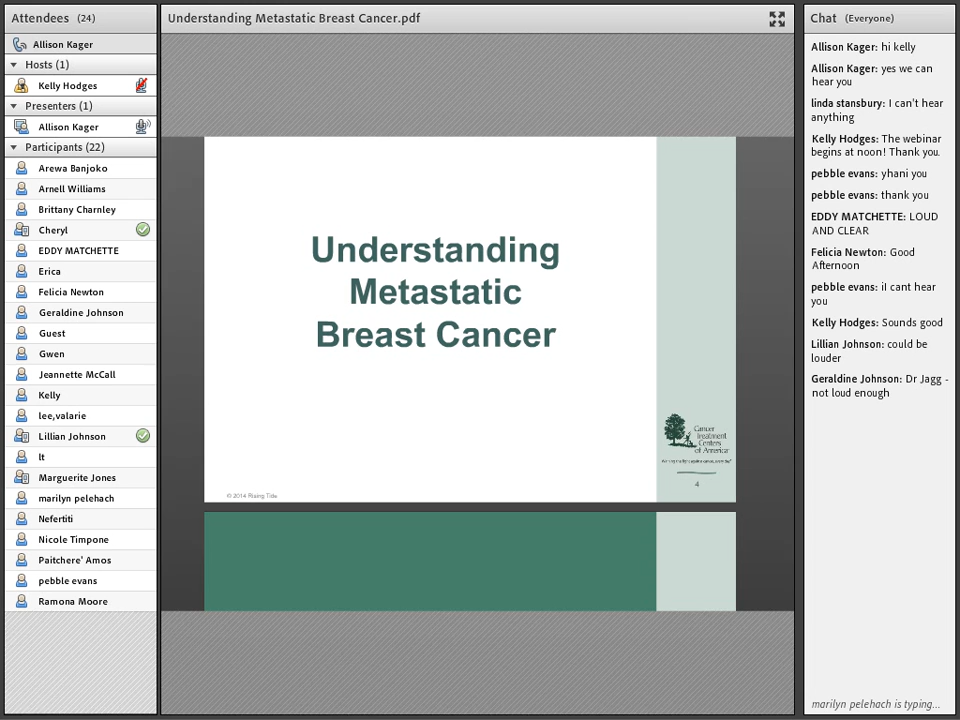 Attendees (24)
Allison Kager
Hosts (1)
Kelly Hodges
Presenters (1)
Allison Kager
Participants (22)
Arewa Banjoko
Arnell Williams
Brittany Charnley
Cheryl
EDDY MATCHETTE
Erica
Felicia Newton
Geraldine Johnson
Guest
Gwen
Jeannette McCall
Kelly
lee,valarie
Lillian Johnson
lt
Marguerite Jones
marilyn pelehach
Nefertiti
Nicole Timpone
Paitchere' Amos
pebble evans
Ramona Moore
Understanding Metastatic Breast Cancer.pdf
Understanding
Metastatic
Breast Cancer
Cancer
Treatment
Centers
of America
4
© 2014 Rising Tide
Chat (Everyone)
Allison Kager: hi kelly
Allison Kager: yes we can
hear you
linda stansbury: I can't hear
anything
Kelly Hodges: The webinar
begins at noon! Thank you.
pebble evans: yhani you
pebble evans: thank you
EDDY MATCHETTE: LOUD
AND CLEAR
Felicia Newton: Good
Afternoon
pebble evans: iI cant hear
you
Kelly Hodges: Sounds good
Lillian Johnson: could be
louder
Geraldine Johnson: Dr Jagg -
not loud enough
marilyn pelehach is typing...